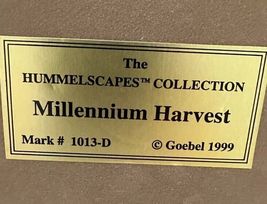 The
HUMMELSCAPES™ COLLECTION
Millennium Harvest
Mark # 1013-D © Goebel 1999